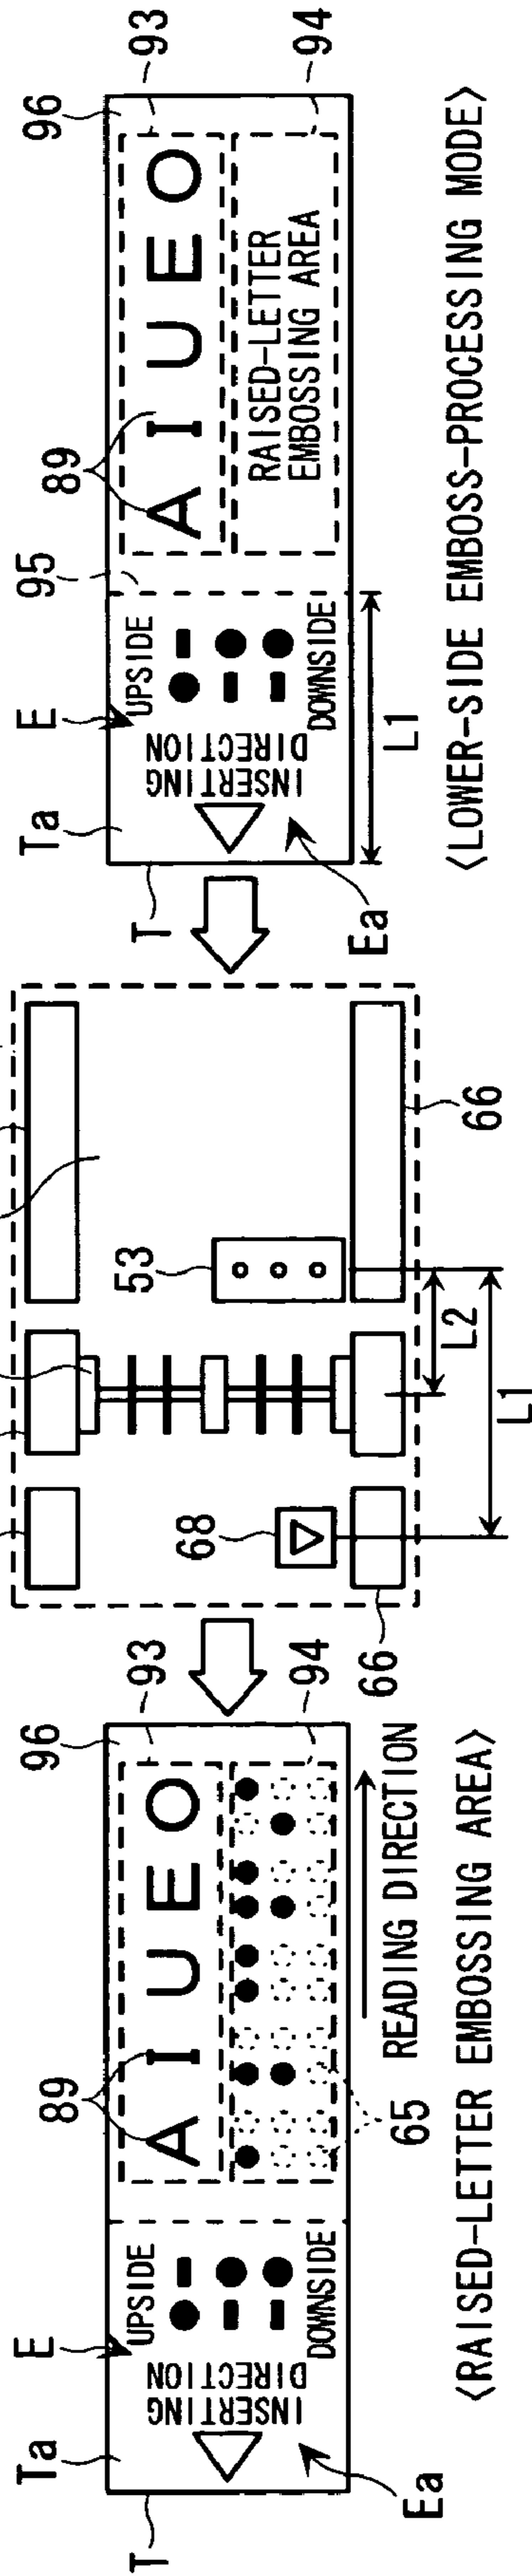 Ta
E
89
96
93
T
UPSIDE
INSERTING
DIRECTION
DOWNSIDE
A I U E O
94
Ea
65
READING DIRECTION
<RAISED-LETTER EMBOSSING AREA>
68
53
66
66
L2
L1
Ta
E
95
89
96
93
T
UPSIDE
INSERTING
DIRECTION
DOWNSIDE
A I U E O
RAISED-LETTER
EMBOSSING AREA
94
Ea
L1
<LOWER-SIDE EMBOSS-PROCESSING MODE>